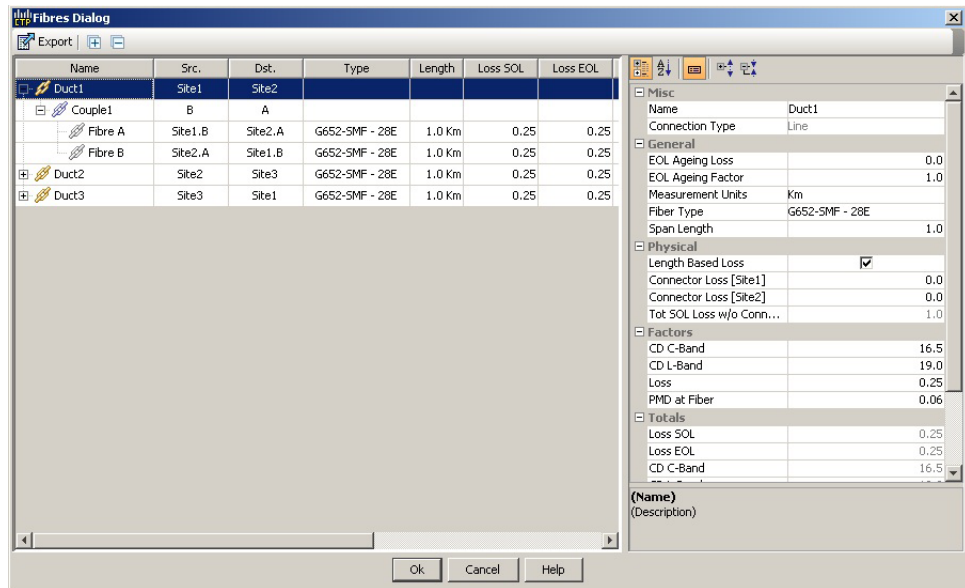 CTP Fibres Dialog
Export
Name Src. Dst. Type Length Loss SOL Loss EOL
Duct1 Site1 Site2
Couple1 B A
Fibre A Site1.B Site2.A G652-SMF - 28E 1.0 Km 0.25 0.25
Fibre B Site2.A Site1.B G652-SMF - 28E 1.0 Km 0.25 0.25
Duct2 Site2 Site3 G652-SMF - 28E 1.0 Km 0.25 0.25
Duct3 Site3 Site1 G652-SMF - 28E 1.0 Km 0.25 0.25
Misc
Name Duct1
Connection Type Line
General
EOL Ageing Loss 0.0
EOL Ageing Factor 1.0
Measurement Units Km
Fiber Type G652-SMF - 28E
Span Length 1.0
Physical
Length Based Loss
Connector Loss [Site1] 0.0
Connector Loss [Site2] 0.0
Tot SOL Loss w/o Conn... 1.0
Factors
CD C-Band 16.5
CD L-Band 19.0
Loss 0.25
PMD at Fiber 0.06
Totals
Loss SOL 0.25
Loss EOL 0.25
CD C-Band 16.5
(Name)
(Description)
Ok Cancel Help